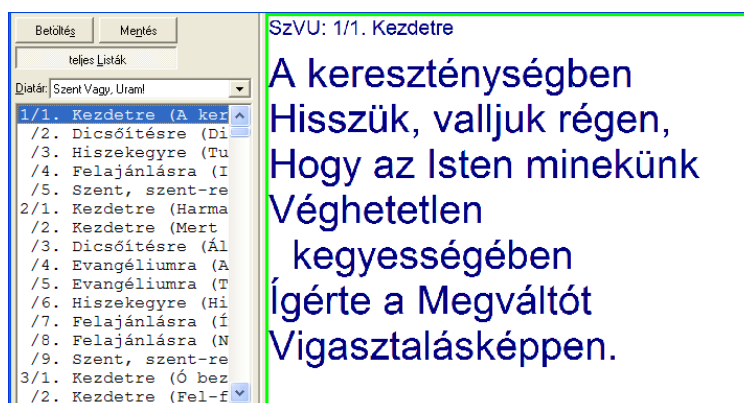 Betöltés Mentés
teljes Listák
Diatár: Szent Vagy, Uram!
1/1. Kezdetre (A ker
/2. Dicsőítésre (Di
/3. Hiszekegyre (Tu
/4. Felajánlásra (I
/5. Szent, szent-re
2/1. Kezdetre (Harma
/2. Kezdetre (Mert
/3. Dicsőítésre (Ál
/4. Evangéliumra (A
/5. Evangéliumra (T
/6. Hiszekegyre (Hi
/7. Felajánlásra (Í
/8. Felajánlásra (N
/9. Szent, szent-re
3/1. Kezdetre (Ó bez
/2. Kezdetre (Fel-f
SzVU: 1/1. Kezdetre
A kereszténységben
Hisszük, valljuk régen,
Hogy az Isten minekünk
Véghetetlen
kegyességében
Ígérte a Megváltót
Vigasztalásképpen.